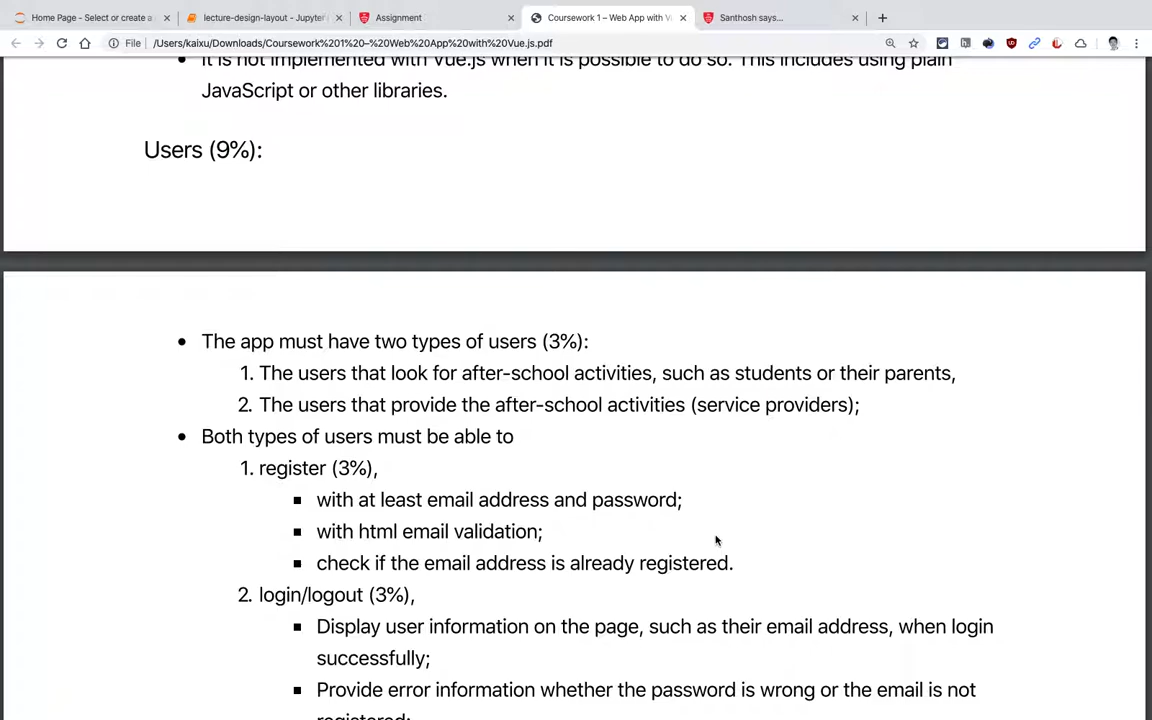 Home Page - Select or create a
lecture-design-layout - Jupyter
Assignment
Coursework 1 – Web App with V
Santhosh says...
File
/Users/kaixu/Downloads/Coursework%201%20–%20Web%20App%20with%20Vue.js.pdf
It is not implemented with Vue.js when it is possible to do so. This includes using plain
JavaScript or other libraries.
Users (9%):
• The app must have two types of users (3%):
1. The users that look for after-school activities, such as students or their parents,
2. The users that provide the after-school activities (service providers);
• Both types of users must be able to
1. register (3%),
▪ with at least email address and password;
▪ with html email validation;
▪ check if the email address is already registered.
2. login/logout (3%),
▪ Display user information on the page, such as their email address, when login
successfully;
▪ Provide error information whether the password is wrong or the email is not
registered;